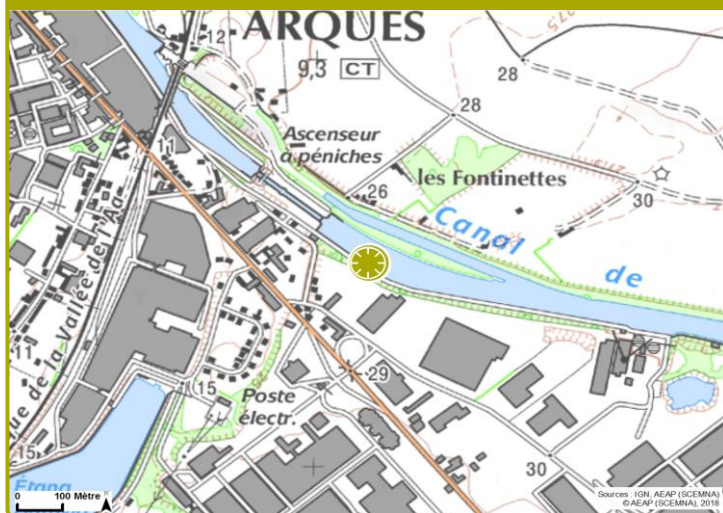 ARQUES
12
9,3 CT
28
28
Ascenseur
à péniches
11
les Fontinettes
26
30
Canal de
Rue de la Vallée de l'Aa
11
15
29
Poste
électr.
15
30
Étang
0 100 Mètre
Sources : IGN, AEAP (SCEMNA)
© AEAP (SCEMNA), 2018